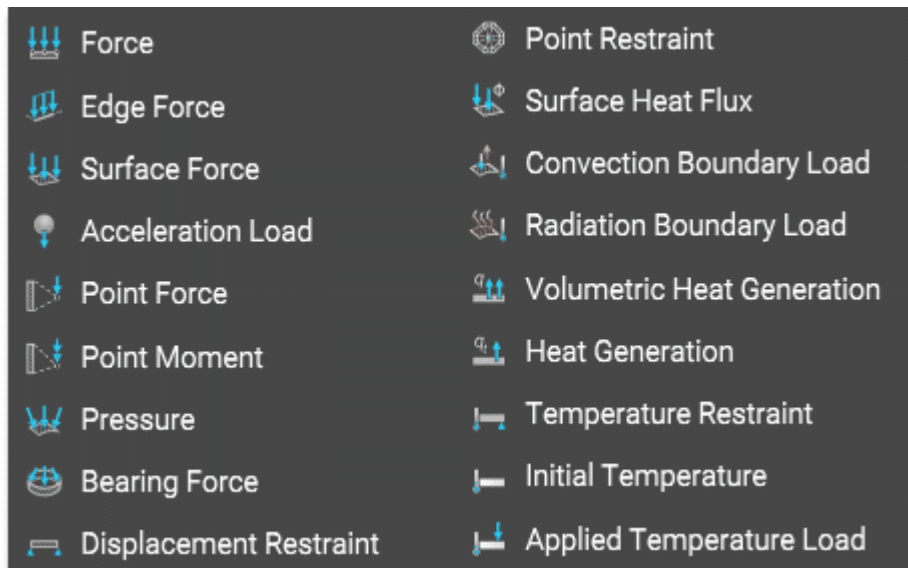 Force
Edge Force
Surface Force
Acceleration Load
Point Force
Point Moment
Pressure
Bearing Force
Displacement Restraint
Point Restraint
Surface Heat Flux
Convection Boundary Load
Radiation Boundary Load
Volumetric Heat Generation
Heat Generation
Temperature Restraint
Initial Temperature
Applied Temperature Load